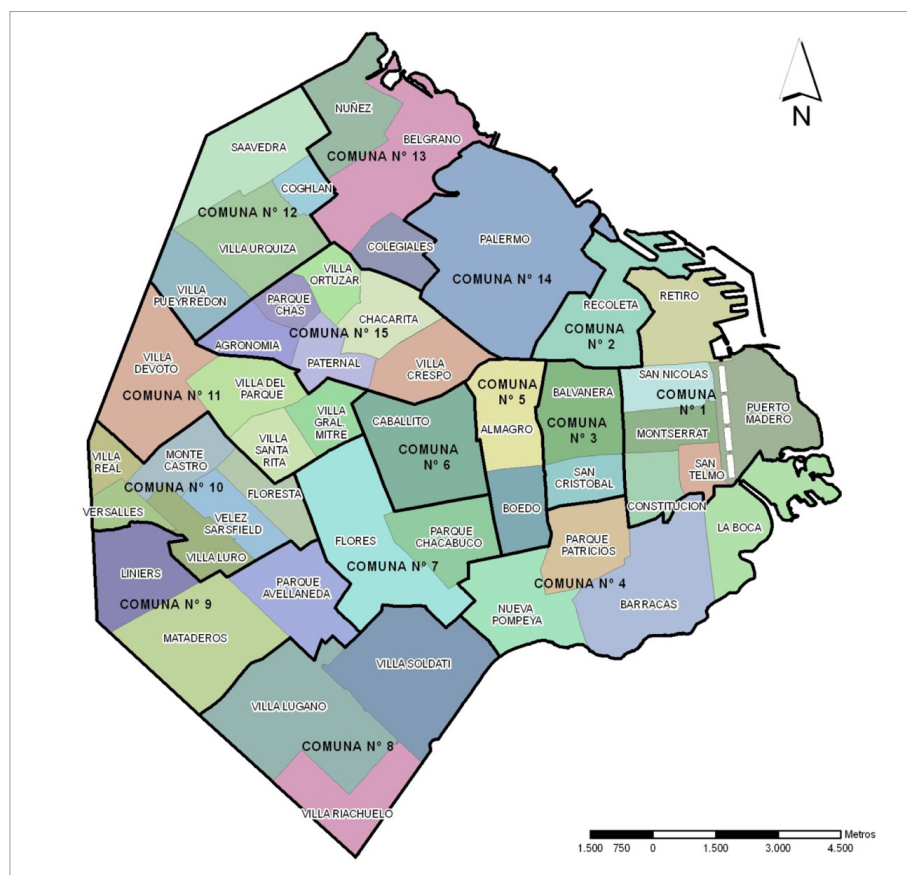 N
NUÑEZ
BELGRANO
SAAVEDRA
COMUNA N° 13
COGHLAN
COMUNA N° 12
VILLA URQUIZA
COLEGIALES
PALERMO
COMUNA N° 14
VILLA
ORTUZAR
VILLA
PUEYRREDON
PARQUE
CHAS
RECOLETA
RETIRO
CHACARITA
COMUNA N° 15
COMUNA
N° 2
AGRONOMIA
PATERNAL
VILLA
DEVOTO
VILLA
CRESPO
SAN NICOLAS
COMUNA N° 11
VILLA DEL
PARQUE
COMUNA
N° 5
BALVANERA
COMUNA
N° 1
PUERTO
MADERO
VILLA
GRAL.
MITRE
CABALLITO
ALMAGRO
COMUNA
N° 3
MONTSERRAT
COMUNA
N° 6
VILLA
SANTA
RITA
MONTE
CASTRO
VILLA
REAL
SAN
TELMO
SAN
CRISTOBAL
COMUNA N° 10
FLORESTA
VERSALLES
VELEZ
SARSFIELD
BOEDO
CONSTITUCION
LA BOCA
VILLA LURO
FLORES
PARQUE
CHACABUCO
PARQUE
PATRICIOS
LINIERS
COMUNA N° 7
PARQUE
AVELLANEDA
COMUNA N° 4
COMUNA N° 9
BARRACAS
NUEVA
POMPEYA
MATADEROS
VILLA SOLDATI
VILLA LUGANO
COMUNA N° 8
VILLA RIACHUELO
Metros
1.500 750 0 1.500 3.000 4.500